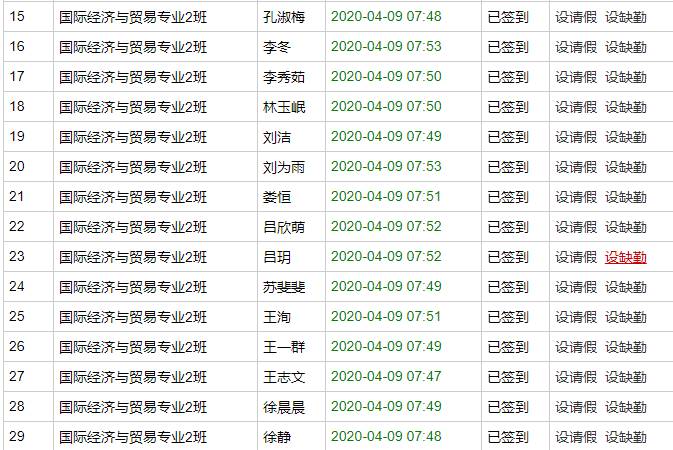 15 国际经济与贸易专业2班 孔淑梅 2020-04-09 07:48 已签到 设请假 设缺勤
16 国际经济与贸易专业2班 李冬 2020-04-09 07:53 已签到 设请假 设缺勤
17 国际经济与贸易专业2班 李秀茹 2020-04-09 07:50 已签到 设请假 设缺勤
18 国际经济与贸易专业2班 林玉岷 2020-04-09 07:50 已签到 设请假 设缺勤
19 国际经济与贸易专业2班 刘洁 2020-04-09 07:49 已签到 设请假 设缺勤
20 国际经济与贸易专业2班 刘为雨 2020-04-09 07:53 已签到 设请假 设缺勤
21 国际经济与贸易专业2班 娄恒 2020-04-09 07:51 已签到 设请假 设缺勤
22 国际经济与贸易专业2班 吕欣萌 2020-04-09 07:52 已签到 设请假 设缺勤
23 国际经济与贸易专业2班 吕玥 2020-04-09 07:52 已签到 设请假 设缺勤
24 国际经济与贸易专业2班 苏斐斐 2020-04-09 07:49 已签到 设请假 设缺勤
25 国际经济与贸易专业2班 王洵 2020-04-09 07:51 已签到 设请假 设缺勤
26 国际经济与贸易专业2班 王一群 2020-04-09 07:49 已签到 设请假 设缺勤
27 国际经济与贸易专业2班 王志文 2020-04-09 07:47 已签到 设请假 设缺勤
28 国际经济与贸易专业2班 徐晨晨 2020-04-09 07:49 已签到 设请假 设缺勤
29 国际经济与贸易专业2班 徐静 2020-04-09 07:48 已签到 设请假 设缺勤